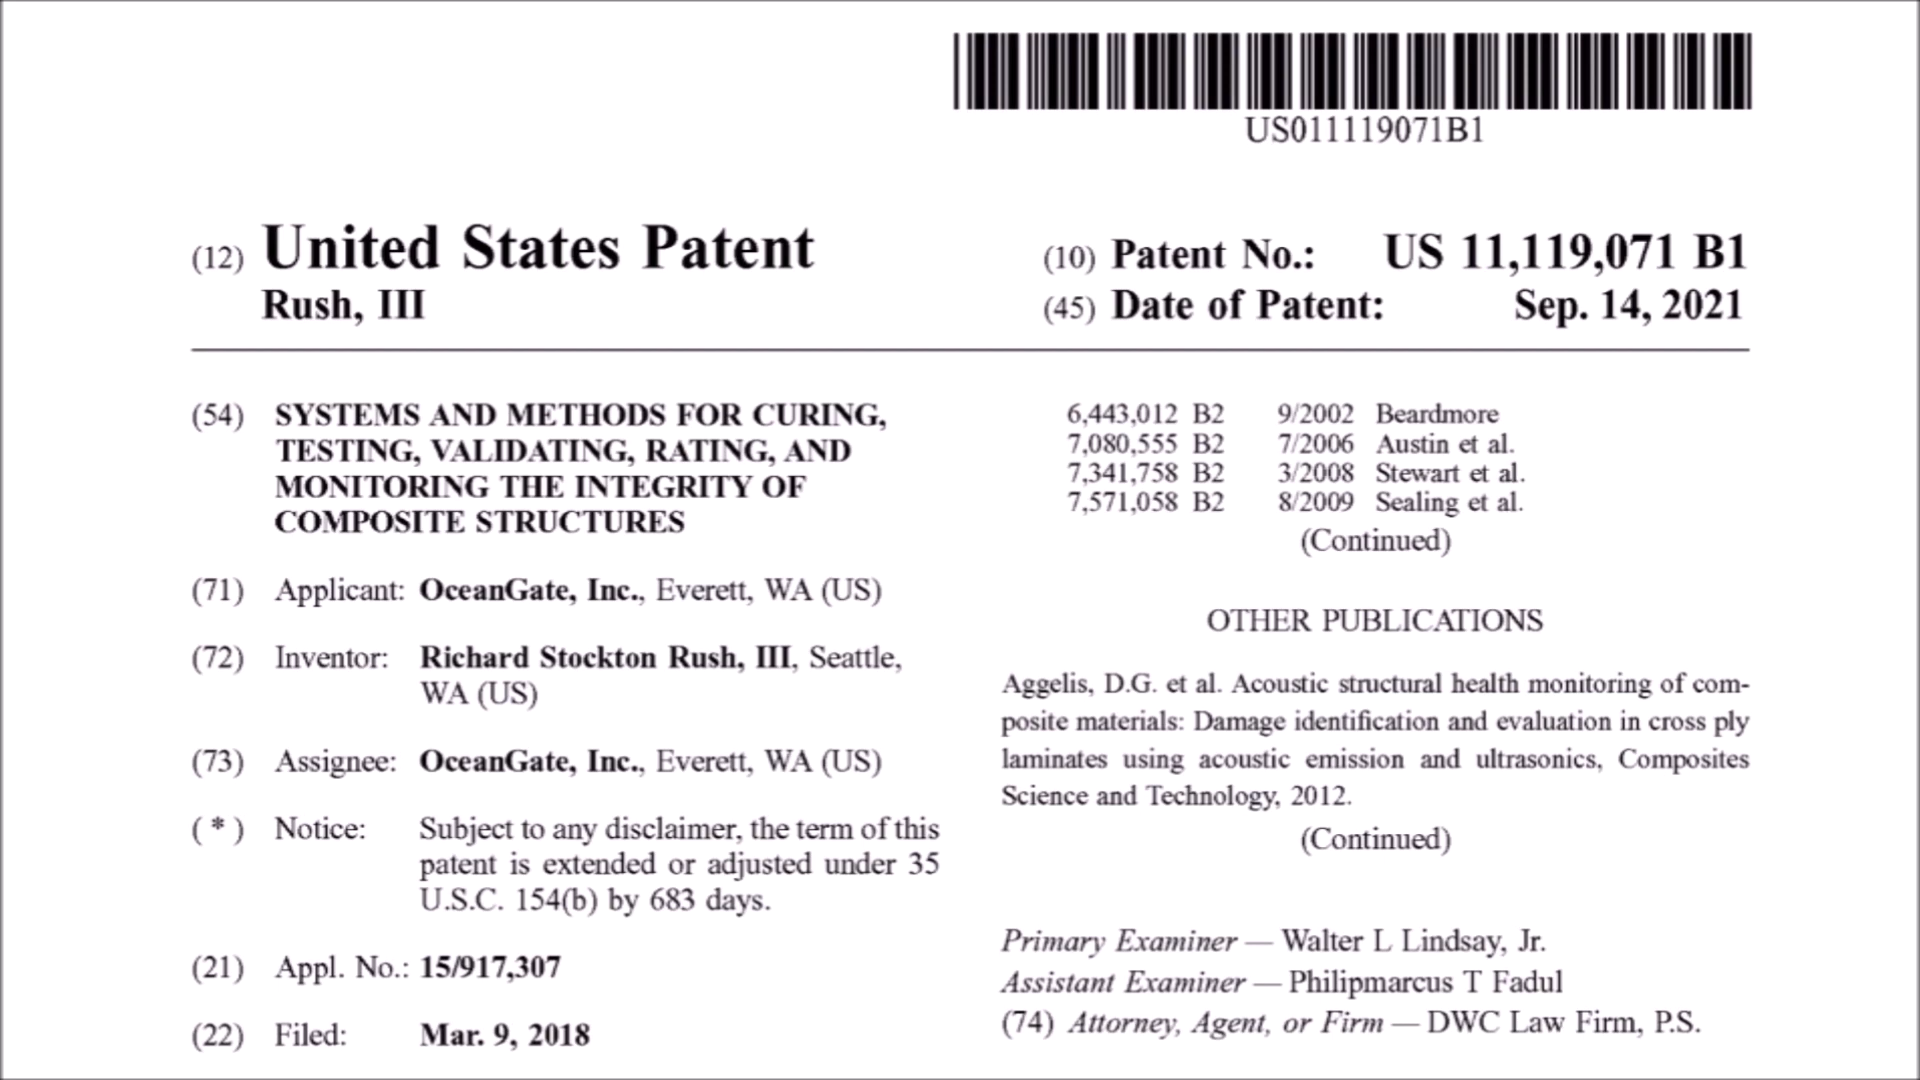 US011119071B1
(12) United States Patent
Rush, III
(10) Patent No.: US 11,119,071 B1
(45) Date of Patent: Sep. 14, 2021
(54) SYSTEMS AND METHODS FOR CURING,
TESTING, VALIDATING, RATING, AND
MONITORING THE INTEGRITY OF
COMPOSITE STRUCTURES
(71) Applicant: OceanGate, Inc., Everett, WA (US)
(72) Inventor: Richard Stockton Rush, III, Seattle,
WA (US)
(73) Assignee: OceanGate, Inc., Everett, WA (US)
( * ) Notice: Subject to any disclaimer, the term of this
patent is extended or adjusted under 35
U.S.C. 154(b) by 683 days.
(21) Appl. No.: 15/917,307
(22) Filed: Mar. 9, 2018
6,443,012 B2 9/2002 Beardmore
7,080,555 B2 7/2006 Austin et al.
7,341,758 B2 3/2008 Stewart et al.
7,571,058 B2 8/2009 Sealing et al.
(Continued)
OTHER PUBLICATIONS
Aggelis, D.G. et al. Acoustic structural health monitoring of com-
posite materials: Damage identification and evaluation in cross ply
laminates using acoustic emission and ultrasonics, Composites
Science and Technology, 2012.
(Continued)
Primary Examiner — Walter L Lindsay, Jr.
Assistant Examiner — Philipmarcus T Fadul
(74) Attorney, Agent, or Firm — DWC Law Firm, P.S.